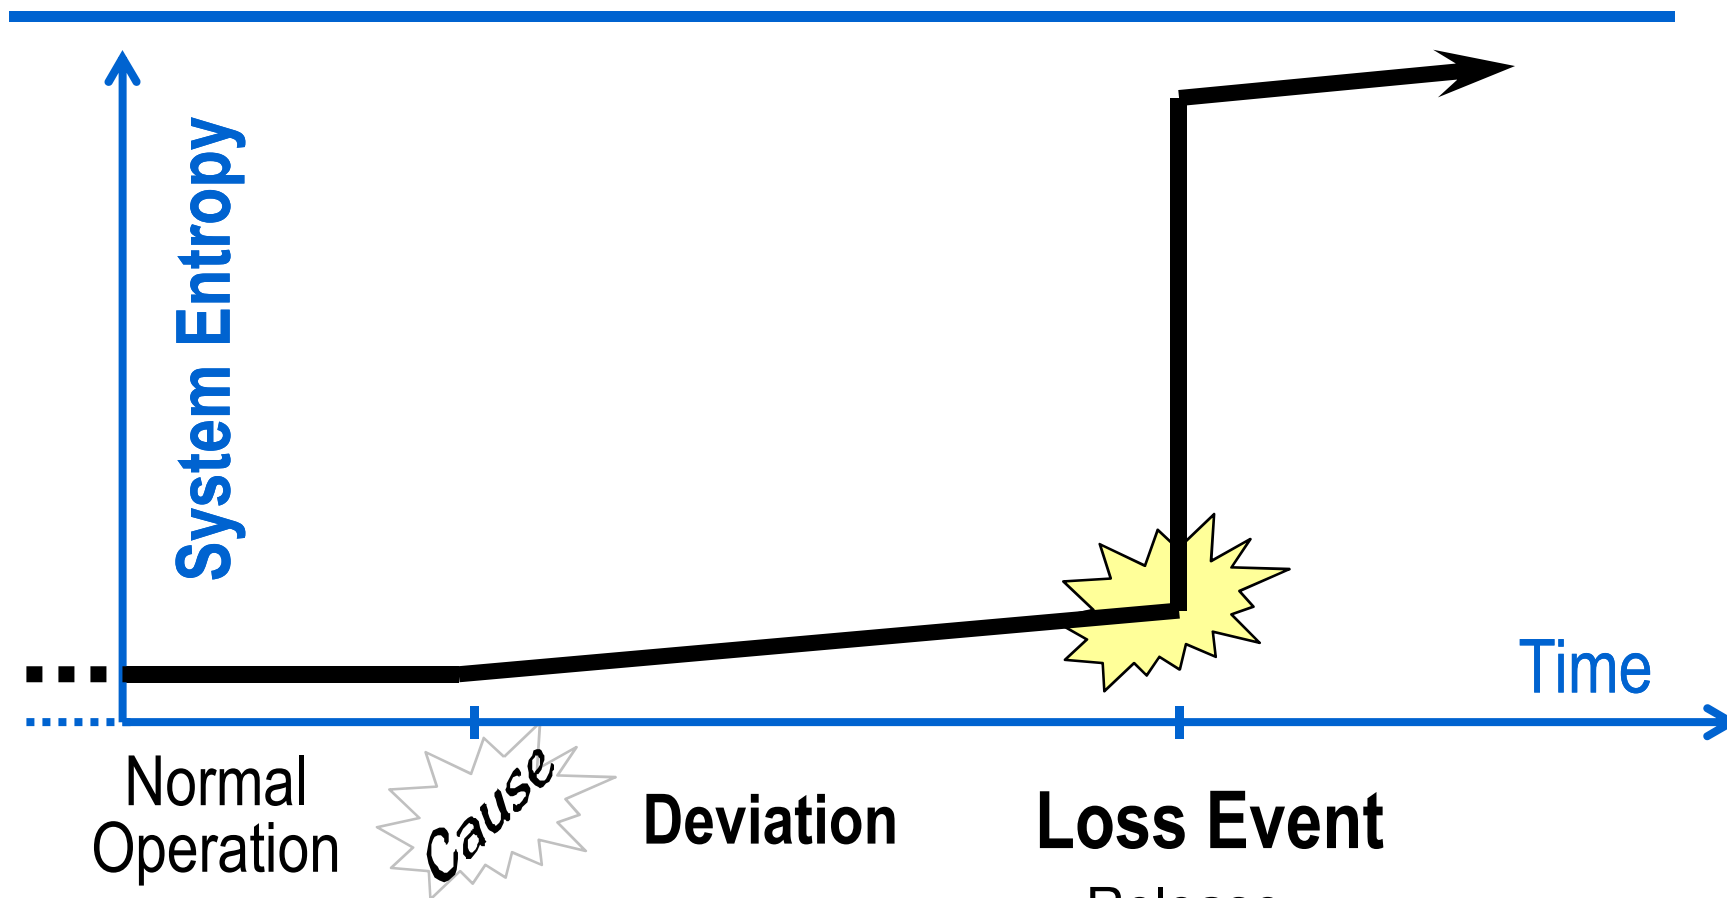 System Entropy
Time
Normal
Operation
Cause
Deviation
Loss Event